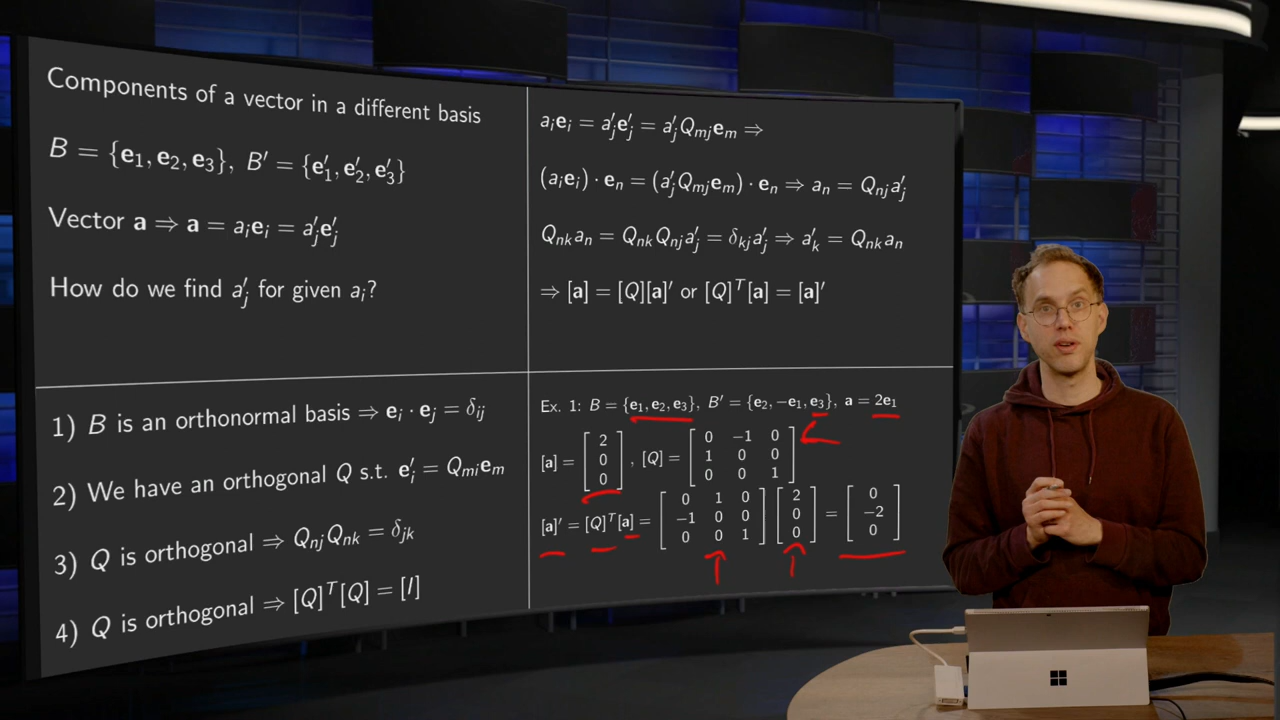 Components of a vector in a different basis
B = {e₁, e₂, e₃}, B′ = {e′₁, e′₂, e′₃}
Vector a ⇒ a = aᵢeᵢ = a′ⱼe′ⱼ
How do we find a′ⱼ for given aᵢ?
aᵢeᵢ = a′ⱼe′ⱼ = a′ⱼQₘⱼeₘ ⇒
(aᵢeᵢ) · eₙ = (a′ⱼQₘⱼeₘ) · eₙ ⇒ aₙ = Qₙⱼa′ⱼ
Qₙₖaₙ = QₙₖQₙⱼa′ⱼ = δₖⱼa′ⱼ ⇒ a′ₖ = Qₙₖaₙ
⇒ [a] = [Q][a]′ or [Q]ᵀ[a] = [a]′
1) B is an orthonormal basis ⇒ eᵢ · eⱼ = δᵢⱼ
2) We have an orthogonal Q s.t. e′ᵢ = Qₘᵢeₘ
3) Q is orthogonal ⇒ QₙⱼQₙₖ = δⱼₖ
4) Q is orthogonal ⇒ [Q]ᵀ[Q] = [I]
Ex. 1: B = {e₁, e₂, e₃}, B′ = {e₂, −e₁, e₃}, a = 2e₁
[a] = [2 0 0], [Q] = [0 −1 0 1 0 0 0 0 1]
[a]′ = [Q]ᵀ[a] = [0 1 0 −1 0 0 0 0 1] [2 0 0] = [0 −2 0]